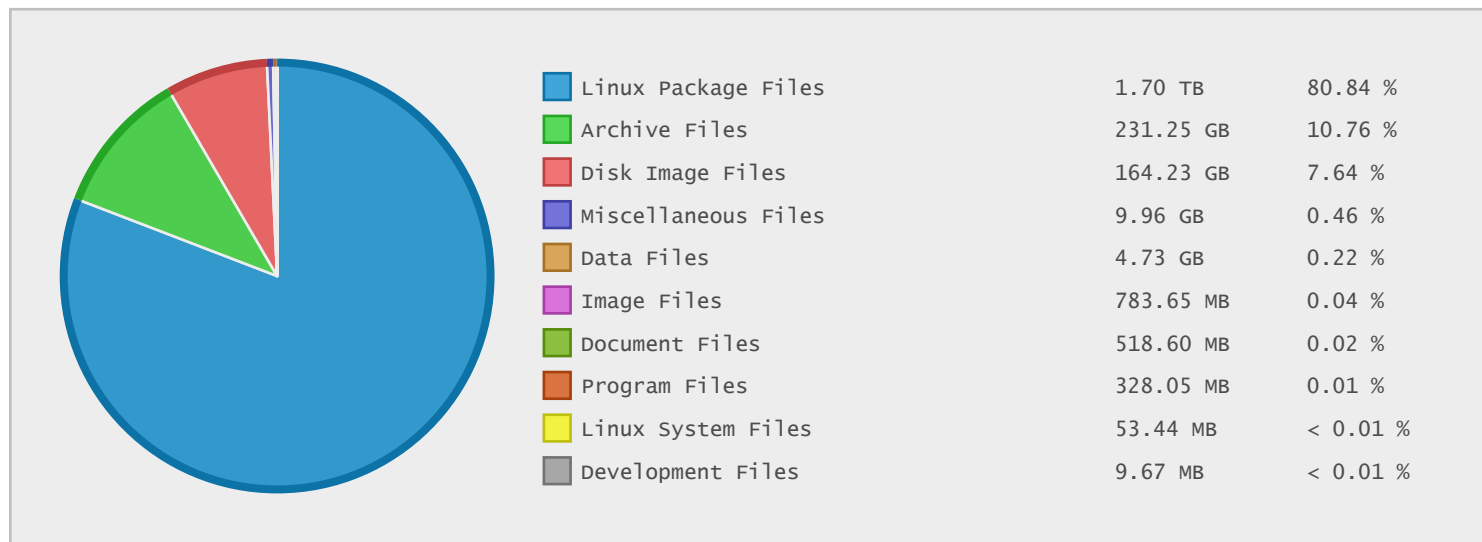 Linux Package Files 1.70 TB 80.84 %
Archive Files 231.25 GB 10.76 %
Disk Image Files 164.23 GB 7.64 %
Miscellaneous Files 9.96 GB 0.46 %
Data Files 4.73 GB 0.22 %
Image Files 783.65 MB 0.04 %
Document Files 518.60 MB 0.02 %
Program Files 328.05 MB 0.01 %
Linux System Files 53.44 MB < 0.01 %
Development Files 9.67 MB < 0.01 %